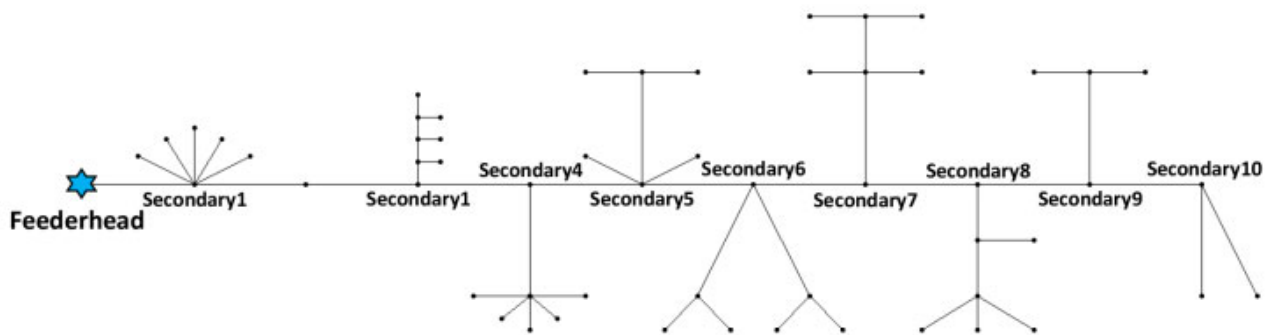 Feederhead
Secondary1
Secondary1
Secondary4
Secondary5
Secondary6
Secondary7
Secondary8
Secondary9
Secondary10